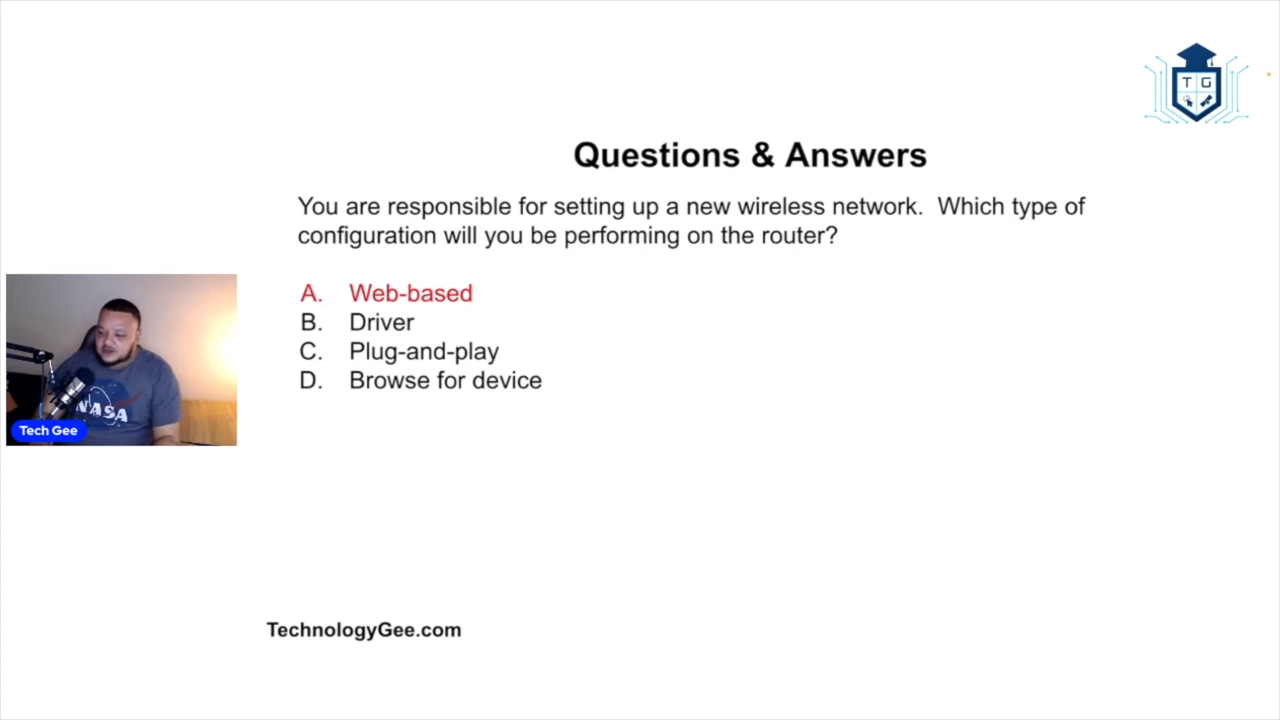 T G
Questions & Answers
You are responsible for setting up a new wireless network.  Which type of
configuration will you be performing on the router?
A. Web-based
B. Driver
C. Plug-and-play
D. Browse for device
NASA
Tech Gee
TechnologyGee.com